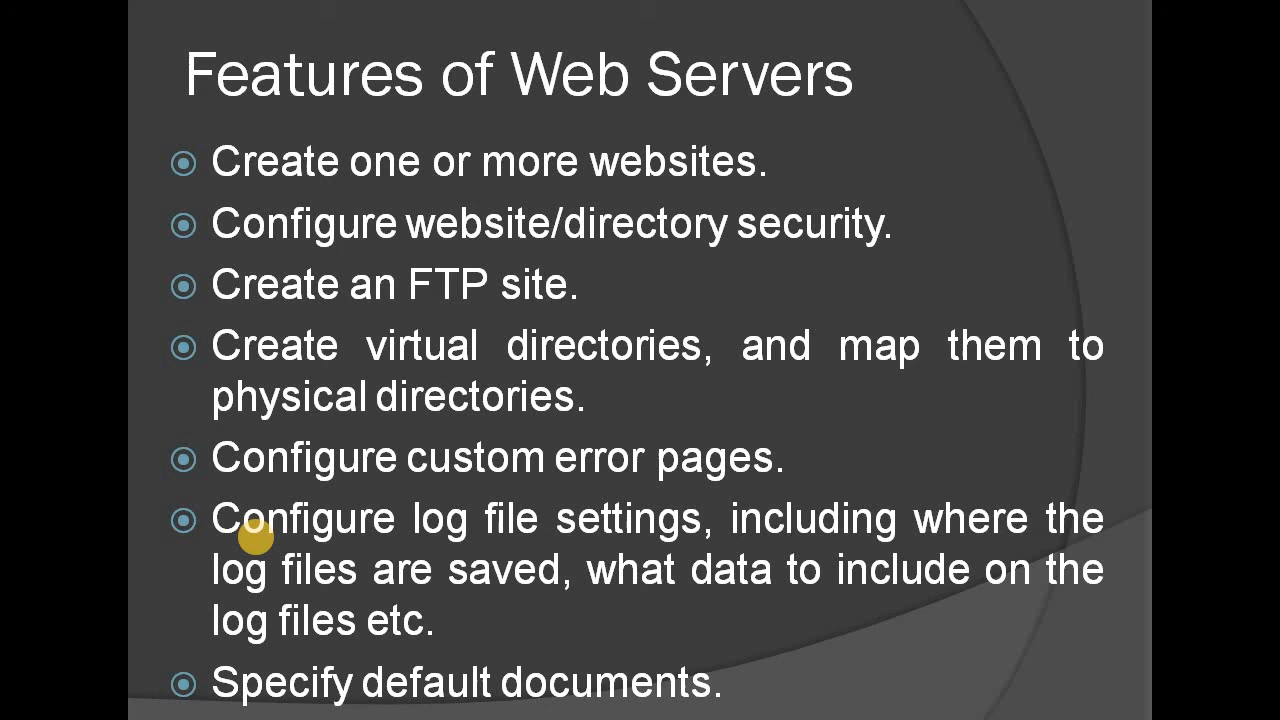 Features of Web Servers
Create one or more websites.
Configure website/directory security.
Create an FTP site.
Create virtual directories, and map them to
physical directories.
Configure custom error pages.
Configure log file settings, including where the
log files are saved, what data to include on the
log files etc.
Specify default documents.